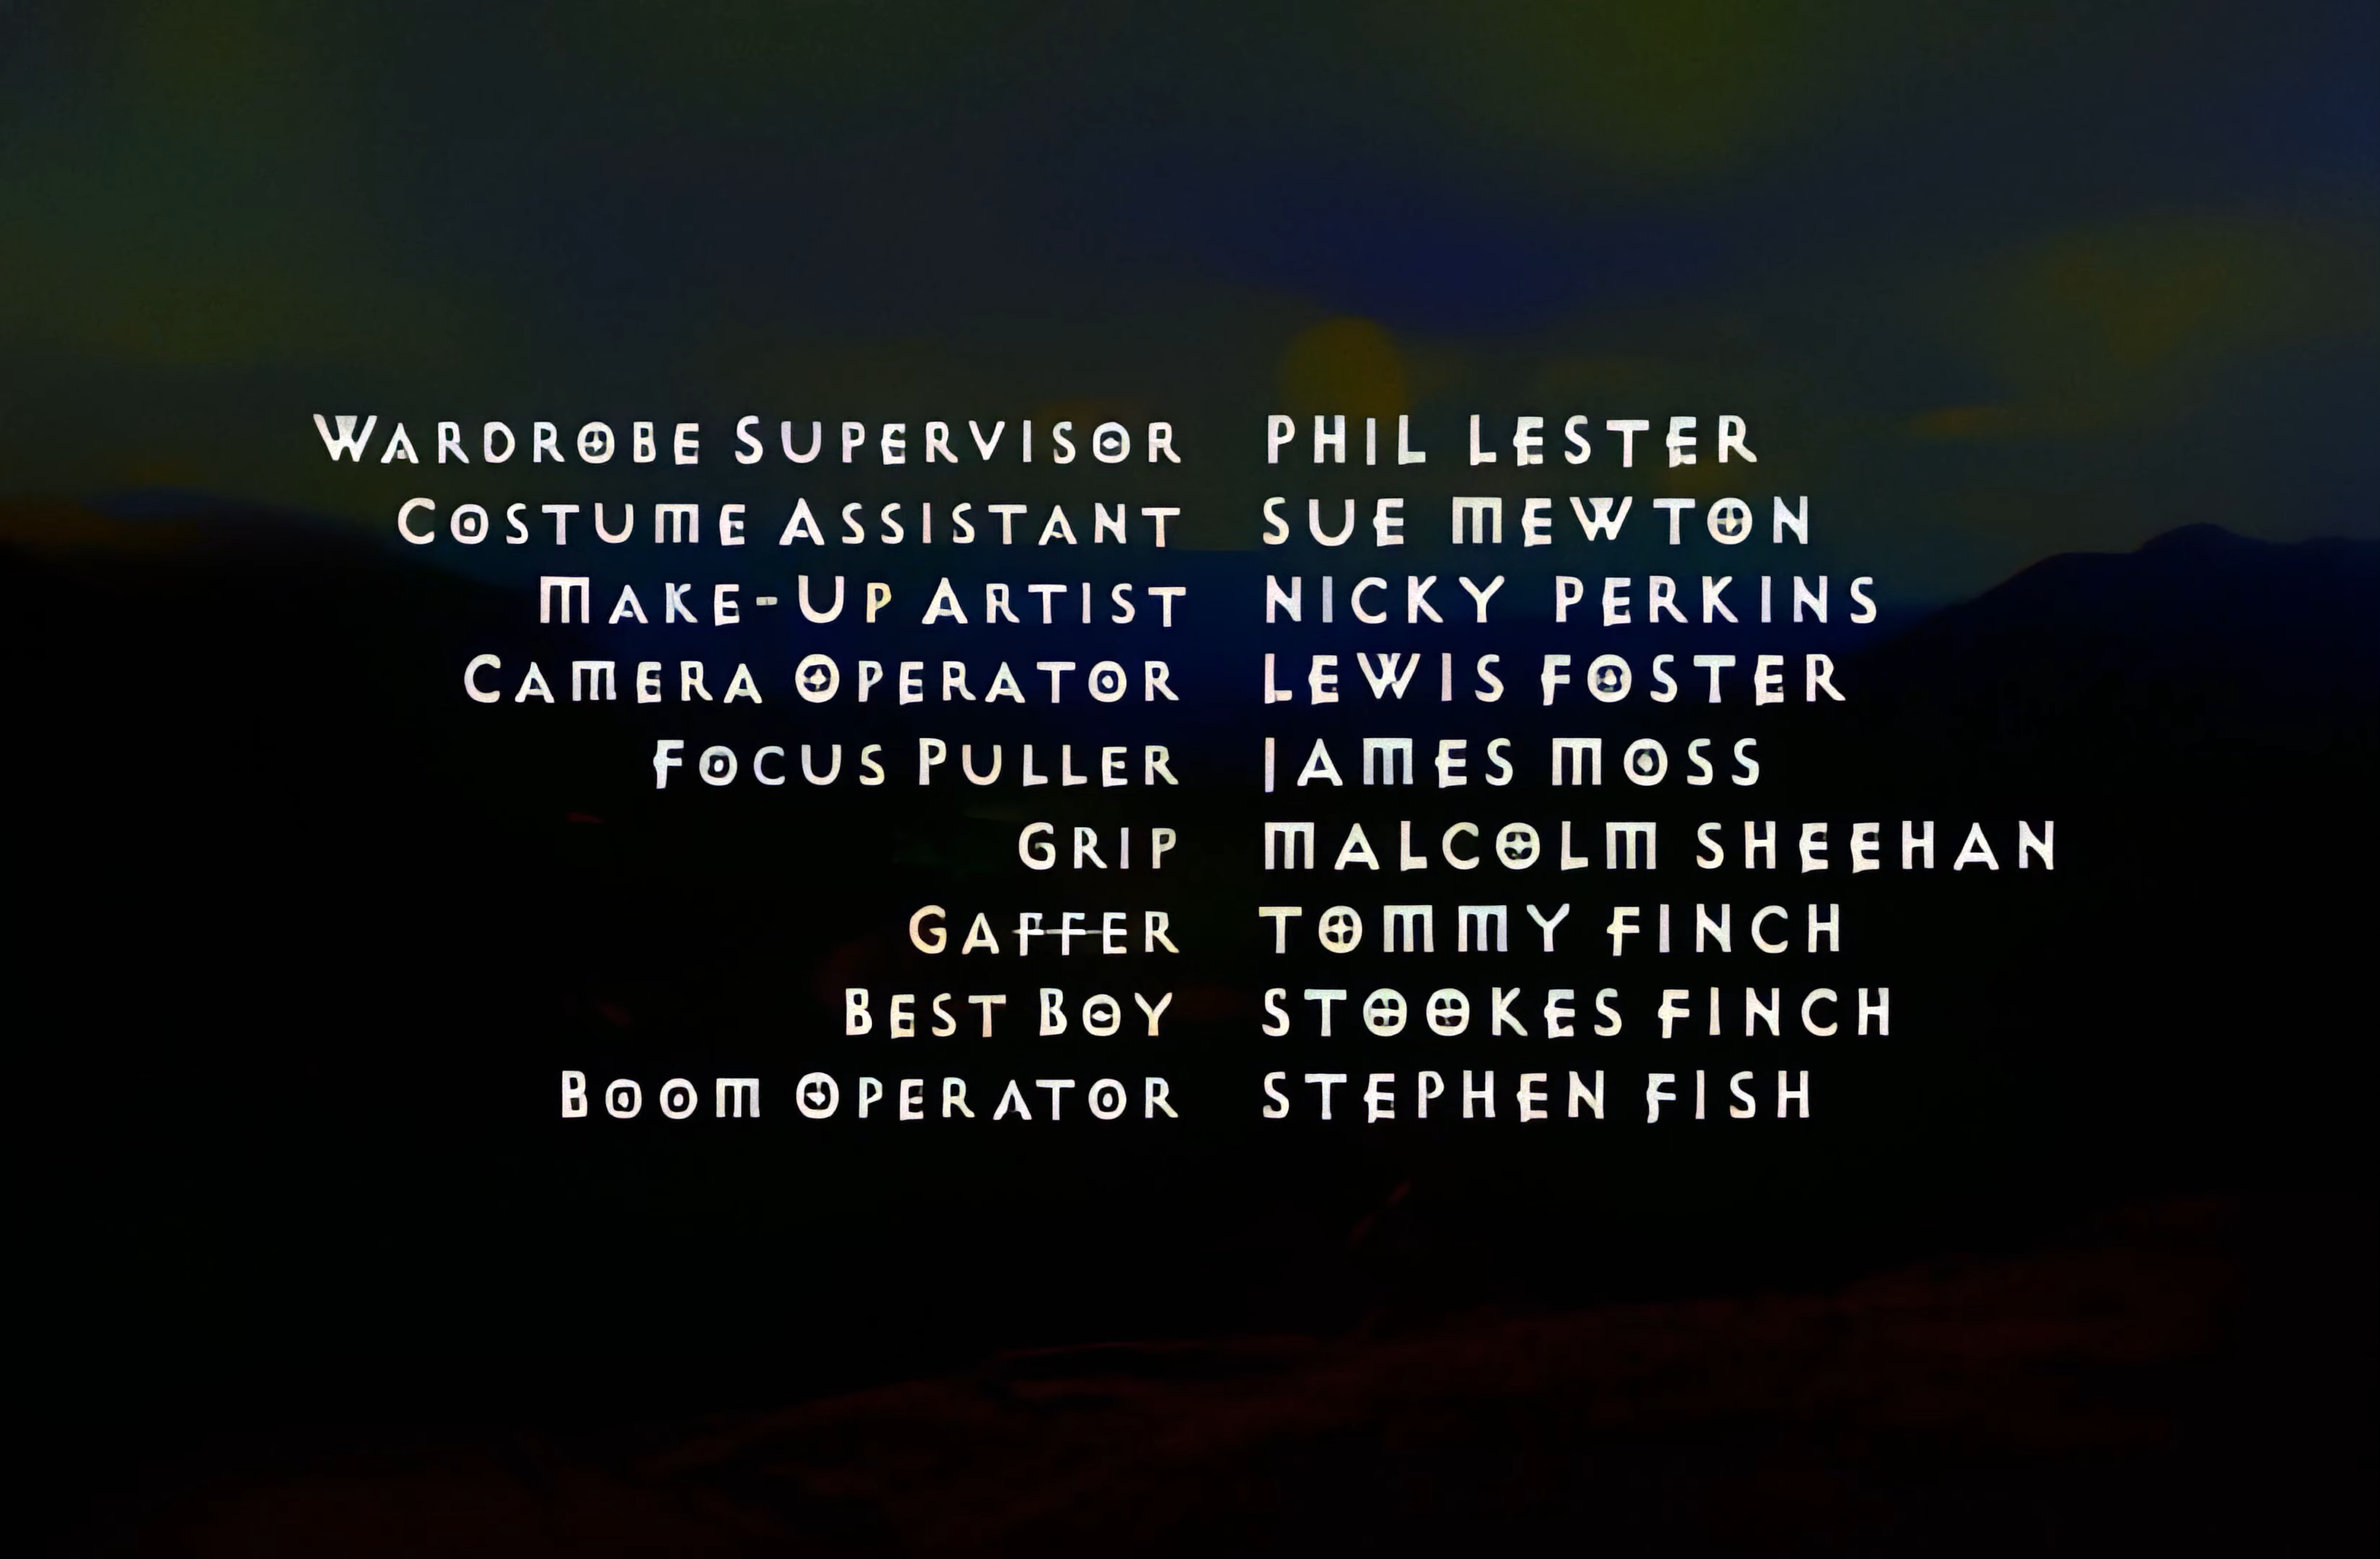 Wardrobe Supervisor PHIL LESTER
Costume Assistant SUE MEWTON
Make-Up Artist NICKY PERKINS
Camera Operator LEWIS FOSTER
Focus Puller JAMES MOSS
Grip MALCOLM SHEEHAN
Gaffer TOMMY FINCH
Best Boy STOOKES FINCH
Boom Operator STEPHEN FISH